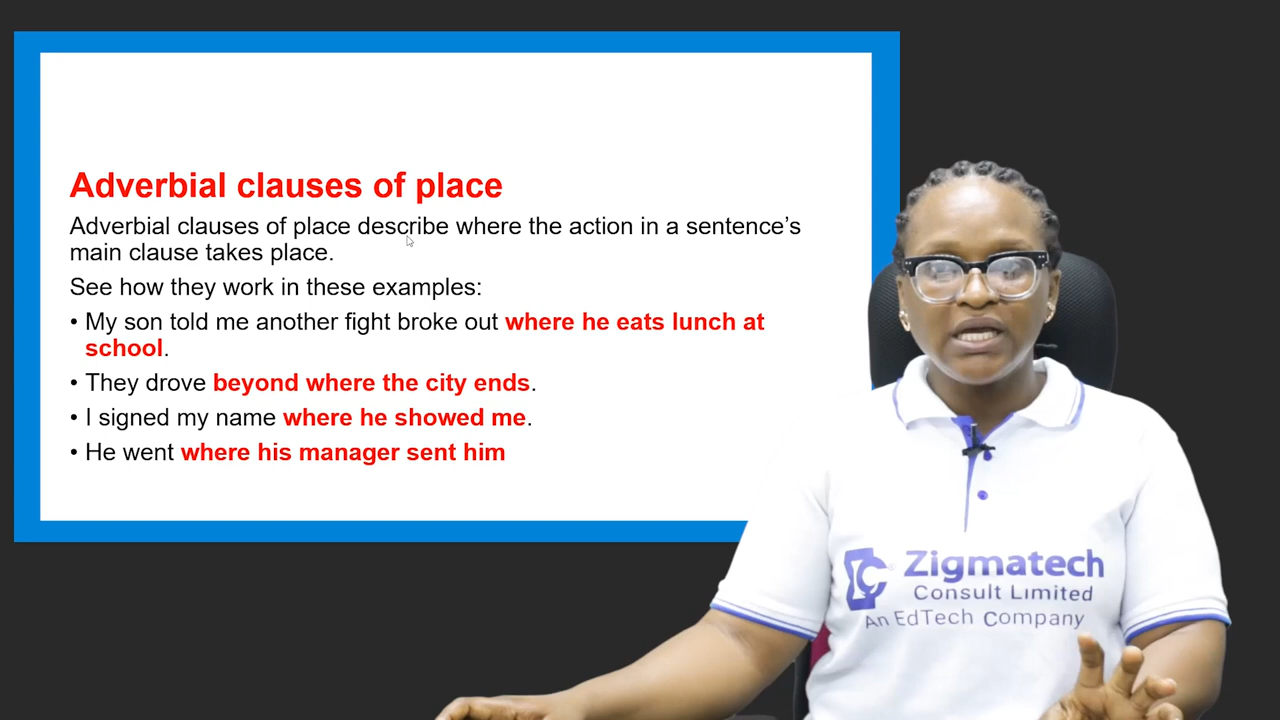 Adverbial clauses of place
Adverbial clauses of place describe where the action in a sentence’s
main clause takes place.
See how they work in these examples:
• My son told me another fight broke out where he eats lunch at
school.
• They drove beyond where the city ends.
• I signed my name where he showed me.
• He went where his manager sent him
Zigmatech
Consult Limited
An EdTech Company